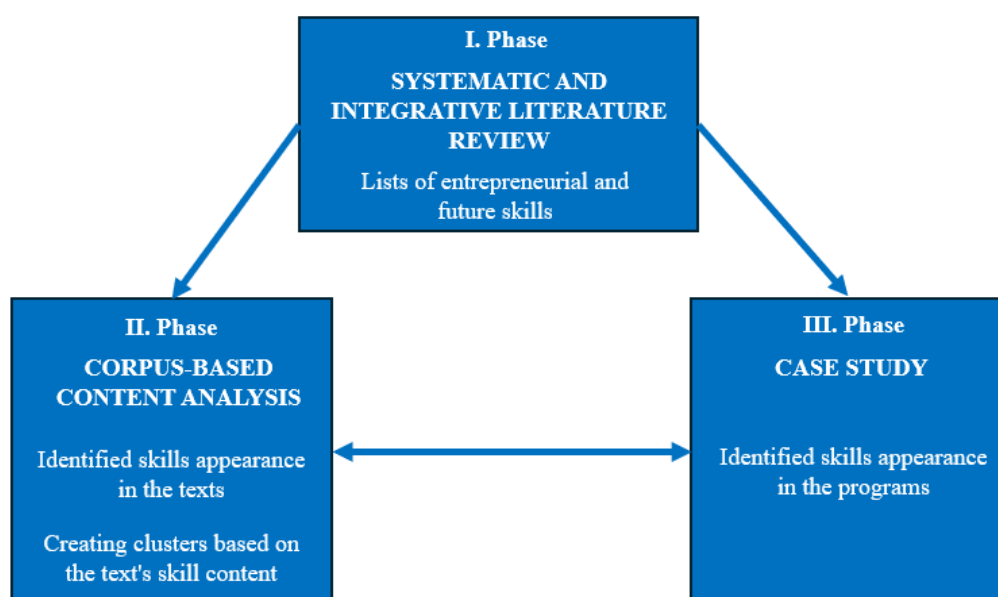 I. Phase
SYSTEMATIC AND
INTEGRATIVE LITERATURE
REVIEW
Lists of entrepreneurial and
future skills
II. Phase
CORPUS-BASED
CONTENT ANALYSIS
Identified skills appearance
in the texts
Creating clusters based on
the text's skill content
III. Phase
CASE STUDY
Identified skills appearance
in the programs